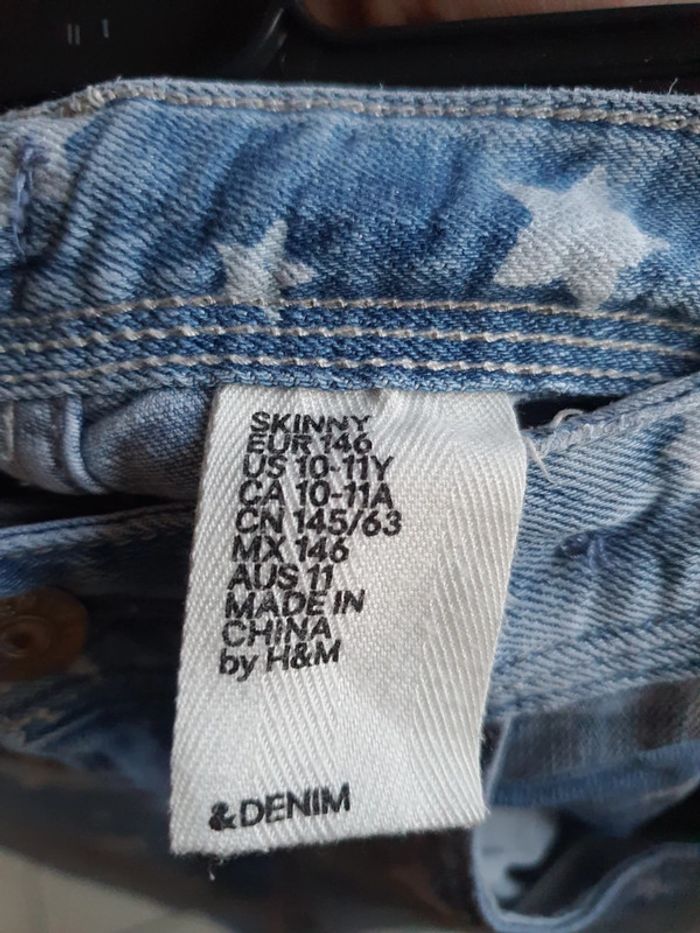 SKINNY
EUR 146
US 10-11Y
CA 10-11A
CN 145/63
MX 146
AUS 11
MADE IN
CHINA
by H&M
& DENIM